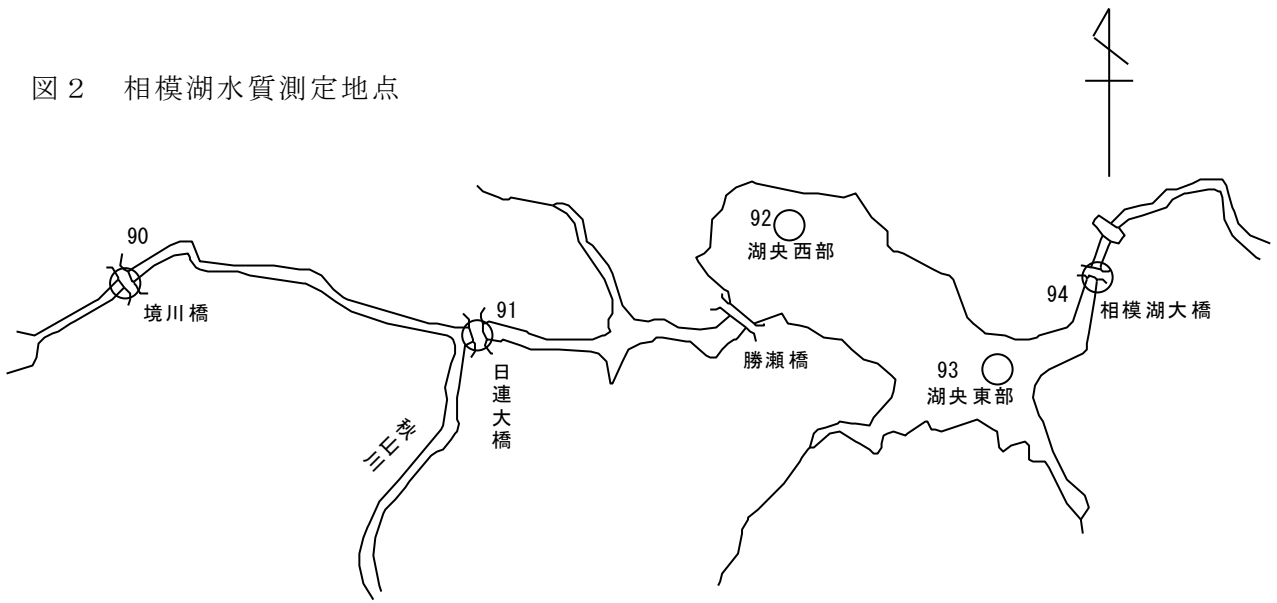 図2 相模湖水質測定地点
90
境川橋
91
日連大橋
秋山川
92
湖央西部
勝瀬橋
93
湖央東部
94
相模湖大橋